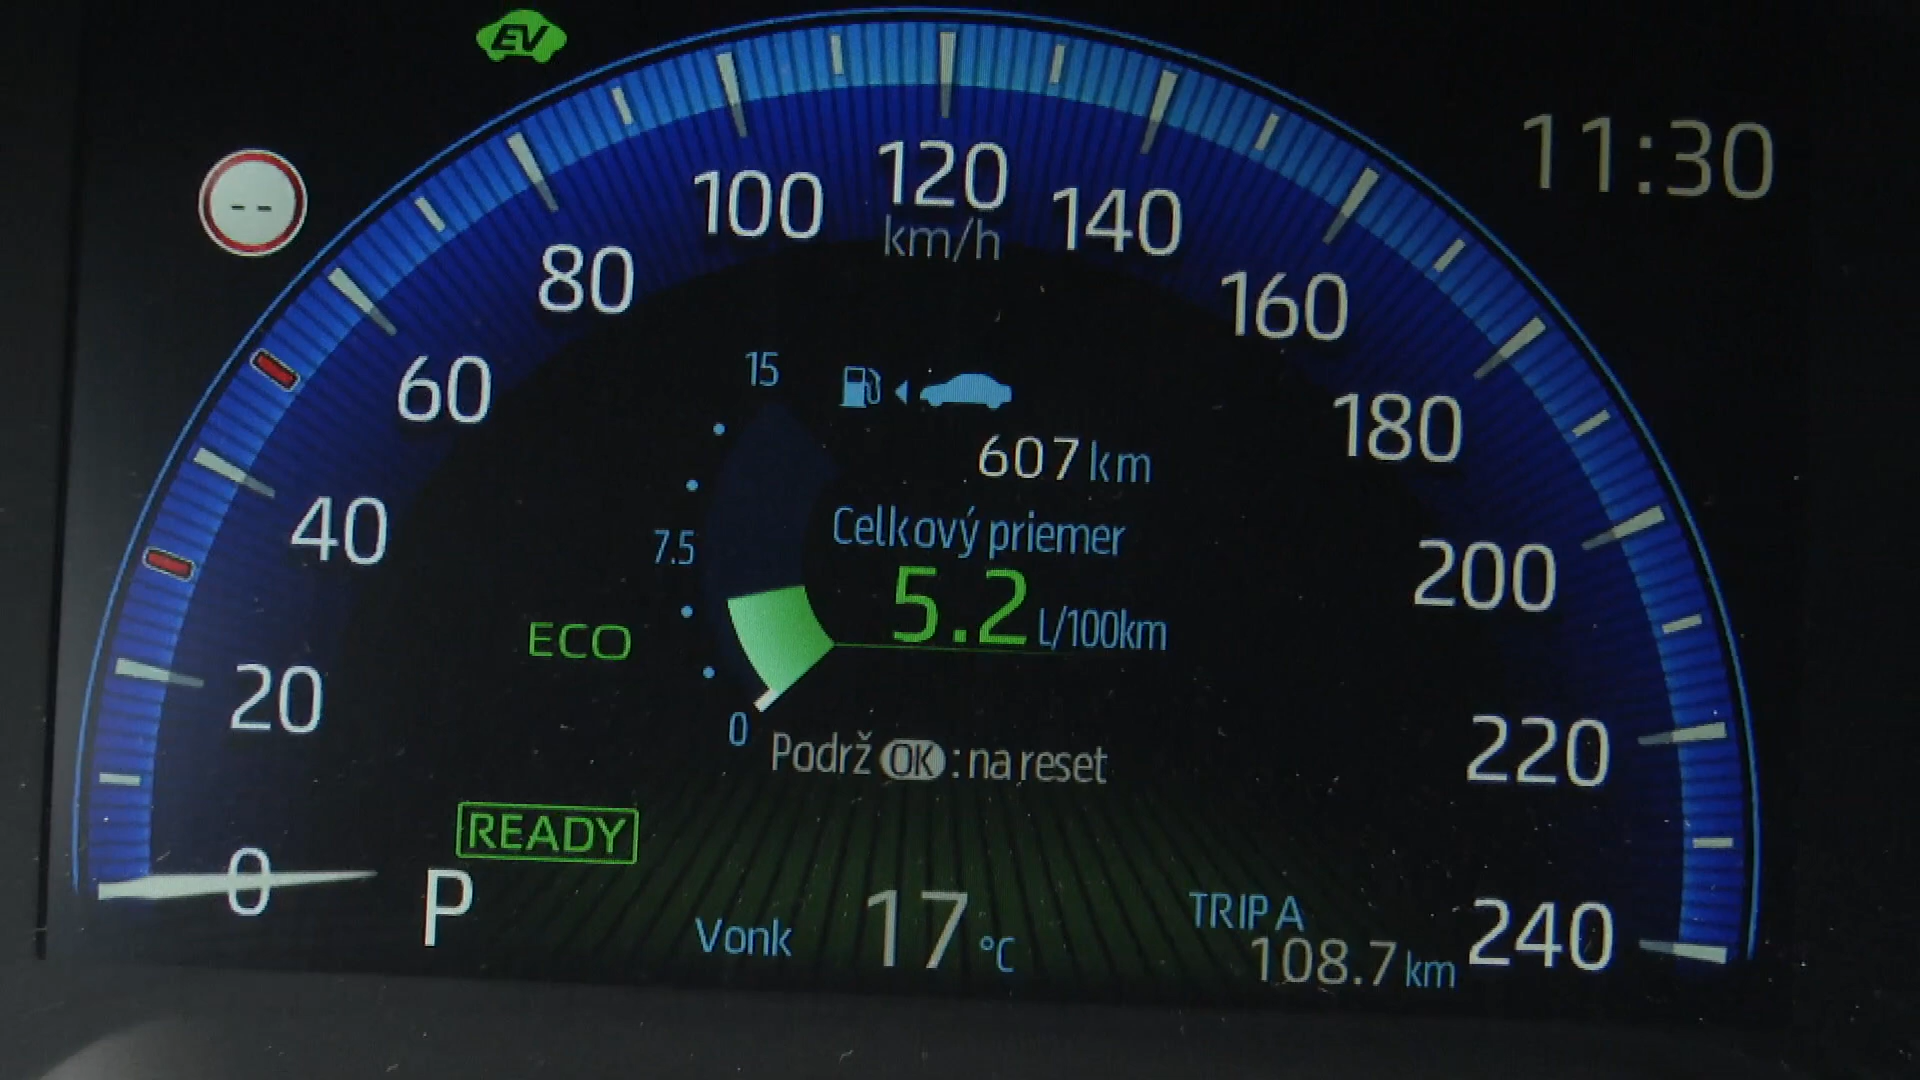 EV
11:30
--
0
20
40
60
80
100
120
km/h
140
160
180
200
220
240
15
7.5
0
607 km
Celkový priemer
5.2 L/100km
ECO
Podrž OK : na reset
READY
P
Vonk 17 °C
TRIP A
108.7 km